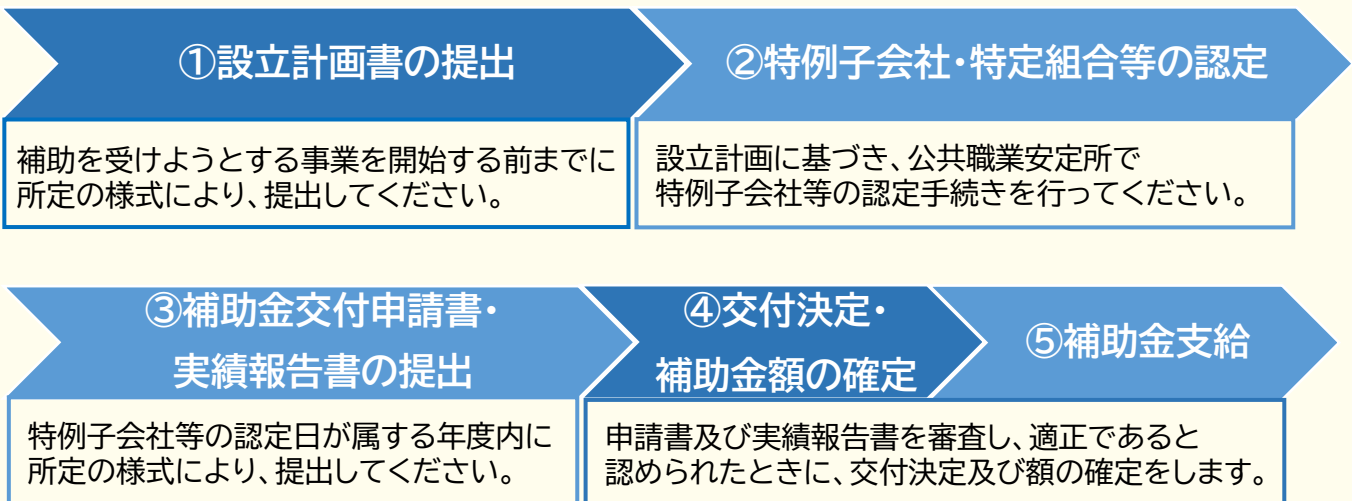 ①設立計画書の提出
②特例子会社・特定組合等の認定
補助を受けようとする事業を開始する前までに
所定の様式により、提出してください。
設立計画に基づき、公共職業安定所で
特例子会社等の認定手続きを行ってください。
③補助金交付申請書・
実績報告書の提出
④交付決定・
補助金額の確定
⑤補助金支給
特例子会社等の認定日が属する年度内に
所定の様式により、提出してください。
申請書及び実績報告書を審査し、適正であると
認められたときに、交付決定及び額の確定をします。